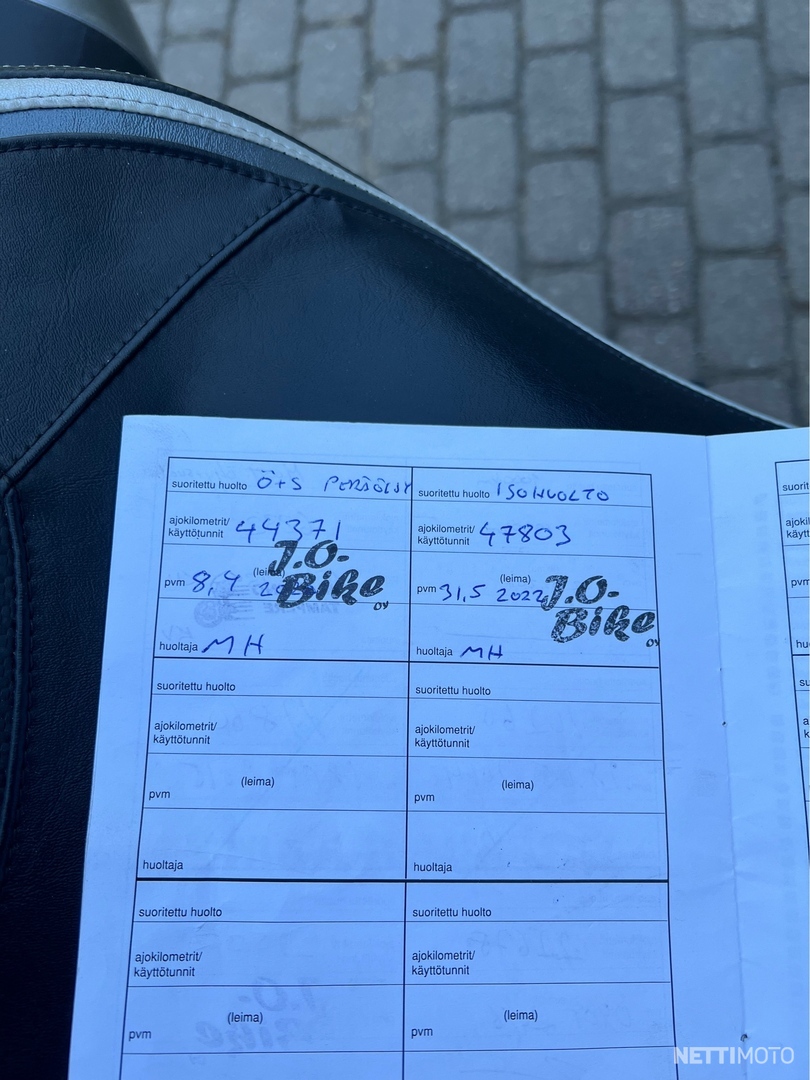 suoritettu huolto Ö+S PERÄÖLJY
ajokilometrit/
käyttötunnit 44371
pvm 8,4 (leima)
J.O.
Bike
OY
huoltaja MH
suoritettu huolto ISOHUOLTO
ajokilometrit/
käyttötunnit 47803
pvm 31,5 2022 (leima)
J.O.
Bike
OY
huoltaja MH
suoritettu huolto
ajokilometrit/
käyttötunnit
(leima)
pvm
huoltaja
suoritettu huolto
ajokilometrit/
käyttötunnit
(leima)
pvm
huoltaja
suoritettu huolto
ajokilometrit/
käyttötunnit
(leima)
pvm
suoritettu huolto
ajokilometrit/
käyttötunnit
(leima)
pvm
NETTIMOTO